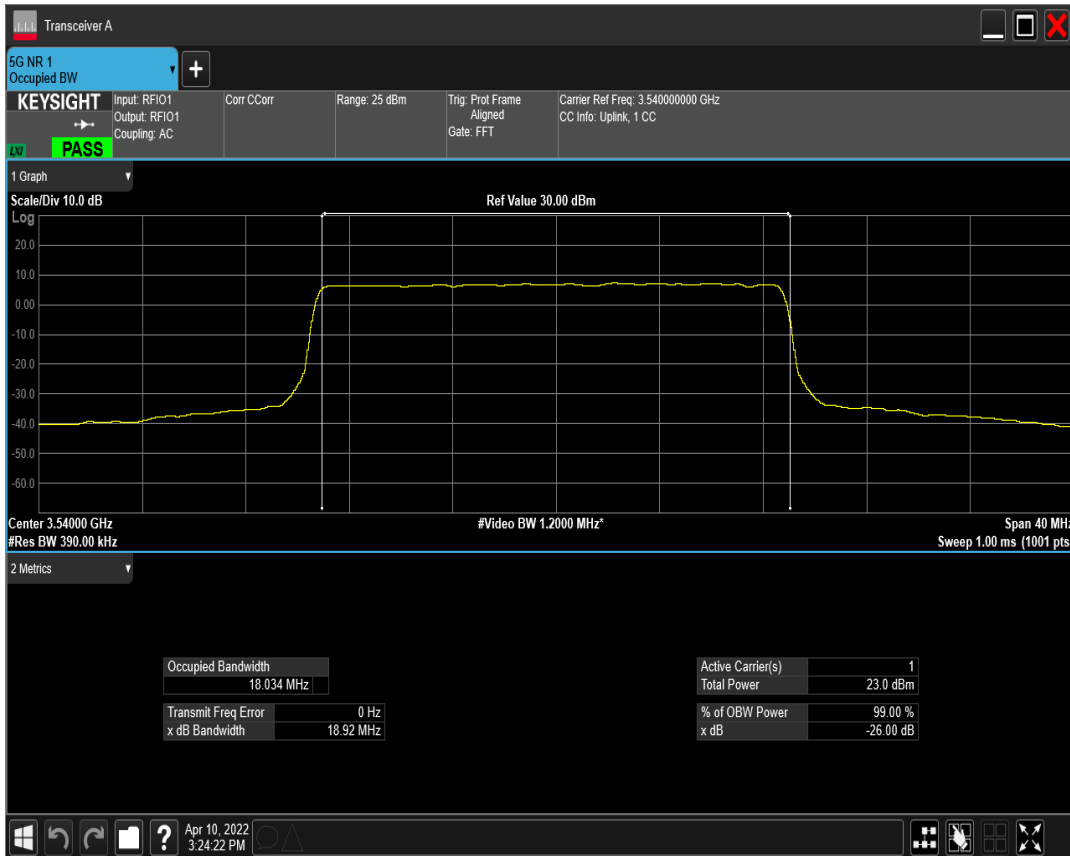 Transceiver A
5G NR 1
Occupied BW
+
KEYSIGHT
LXI
PASS
Input: RFIO1
Output: RFIO1
Coupling: AC
Corr CCorr
Range: 25 dBm
Trig: Prot Frame
Aligned
Gate: FFT
Carrier Ref Freq: 3.540000000 GHz
CC Info: Uplink, 1 CC
1 Graph
Scale/Div 10.0 dB
Ref Value 30.00 dBm
Log
20.0
10.0
0.00
-10.0
-20.0
-30.0
-40.0
-50.0
-60.0
Center 3.54000 GHz
#Video BW 1.2000 MHz*
Span 40 MHz
#Res BW 390.00 kHz
Sweep 1.00 ms (1001 pts
2 Metrics
Occupied Bandwidth
18.034 MHz
Transmit Freq Error 0 Hz
x dB Bandwidth 18.92 MHz
Active Carrier(s) 1
Total Power 23.0 dBm
% of OBW Power 99.00 %
x dB -26.00 dB
?
Apr 10, 2022
3:24:22 PM